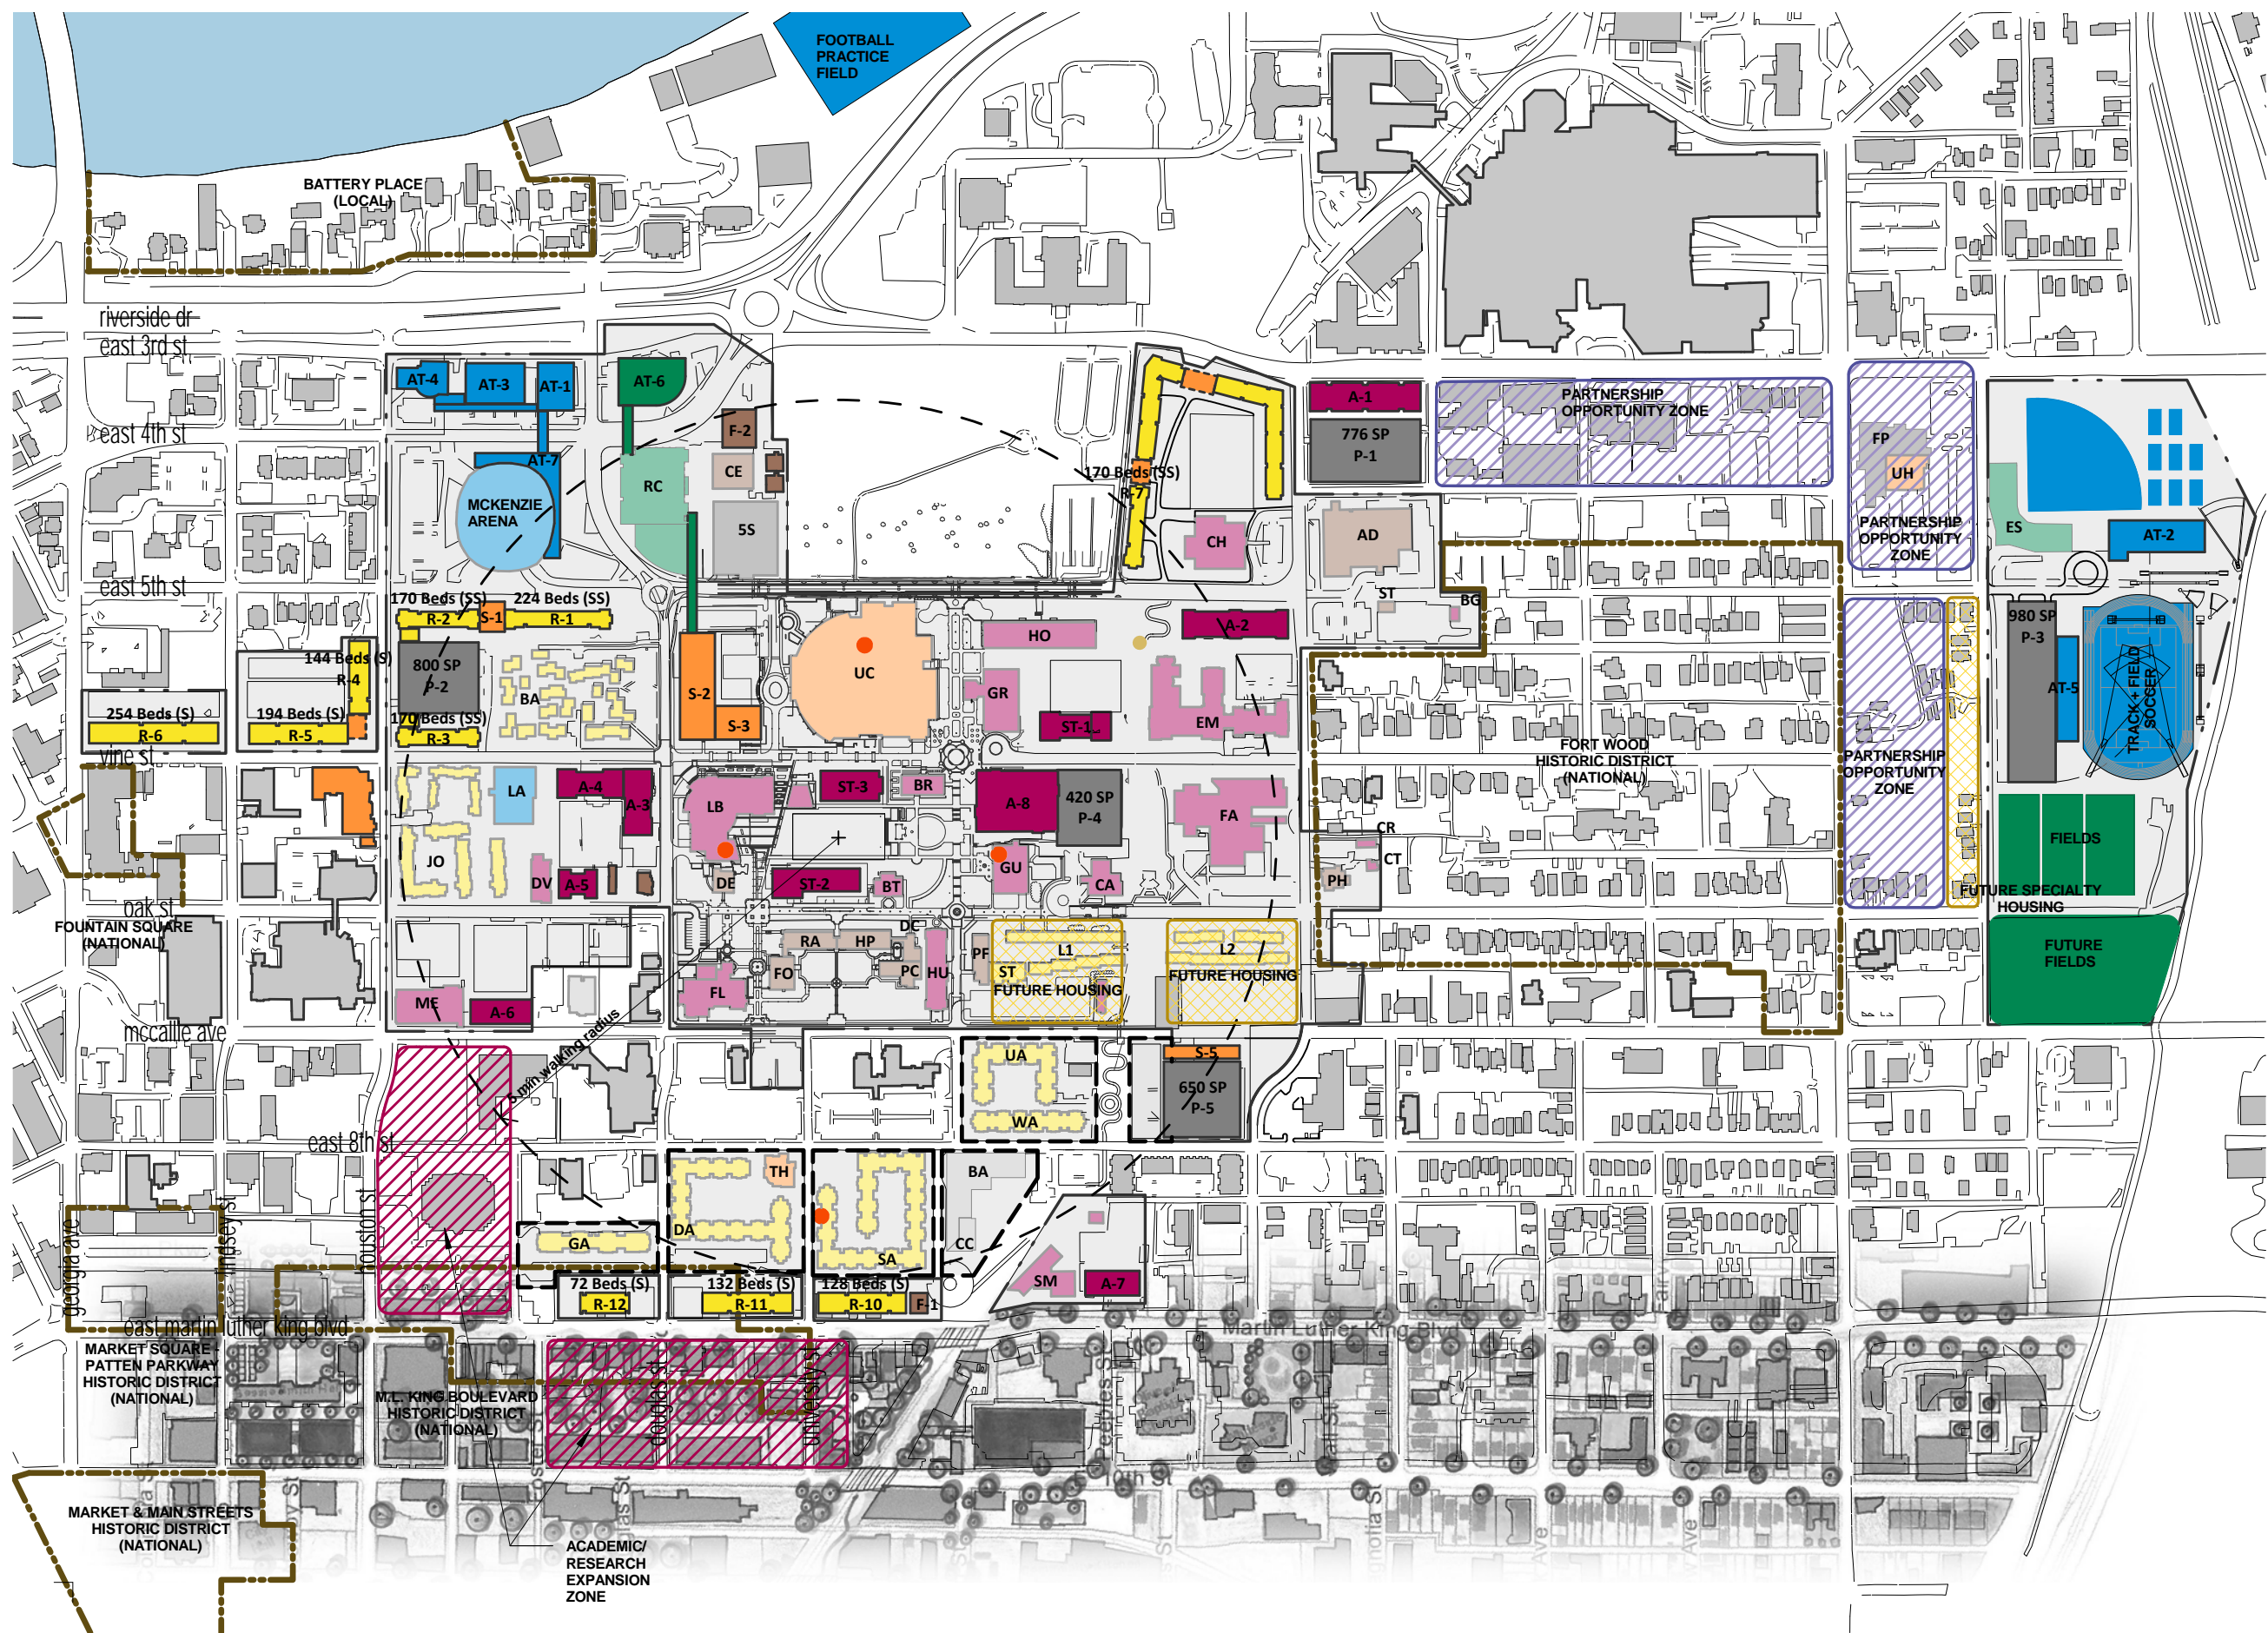 FOOTBALL
PRACTICE
FIELD
BATTERY PLACE
(LOCAL)
riverside dr
east 3rd st
AT-4
AT-3
AT-1
AT-6
A-1
PARTNERSHIP
OPPORTUNITY ZONE
east 4th st
F-2
776 SP
P-1
FP
AT-7
CE
170 Beds (SS)
R-7
UH
RC
MCKENZIE
ARENA
5S
CH
AD
PARTNERSHIP
OPPORTUNITY
ZONE
ES
AT-2
east 5th st
170 Beds (SS)
224 Beds (SS)
R-2
S-1
R-1
ST
BG
HO
A-2
980 SP
P-3
144 Beds (S)
R-4
800 SP
P-2
BA
UC
S-2
GR
AT-5
TRACK + FIELD
SOCCER
254 Beds (S)
R-6
194 Beds (S)
R-5
170 Beds (SS)
R-3
S-3
ST-1
EM
vine st
FORT WOOD
HISTORIC DISTRICT
(NATIONAL)
PARTNERSHIP
OPPORTUNITY
ZONE
LA
A-4
A-3
LB
ST-3
BR
A-8
420 SP
P-4
FA
CR
FIELDS
JO
CT
DV
A-5
DE
ST-2
BT
GU
CA
PH
FUTURE SPECIALTY
HOUSING
oak st
FOUNTAIN SQUARE
(NATIONAL)
DC
RA
HP
PF
L1
L2
FUTURE
FIELDS
FO
PC
HU
ST
FUTURE HOUSING
FUTURE HOUSING
FL
MF
A-6
mccallie ave
5 min walking radius
UA
S-5
650 SP
P-5
WA
east 8th st
TH
BA
DA
GA
SA
CC
SM
A-7
georgia ave
lindsey st
houston st
72 Beds (S)
R-12
132 Beds (S)
R-11
128 Beds (S)
R-10
F-1
east martin luther king blvd
E Martin Luther King Blvd
MARKET SQUARE -
PATTEN PARKWAY
HISTORIC DISTRICT
(NATIONAL)
M.L. KING BOULEVARD
HISTORIC DISTRICT
(NATIONAL)
douglas st
university st
10th St
MARKET & MAIN STREETS
HISTORIC DISTRICT
(NATIONAL)
ACADEMIC/
RESEARCH
EXPANSION
ZONE